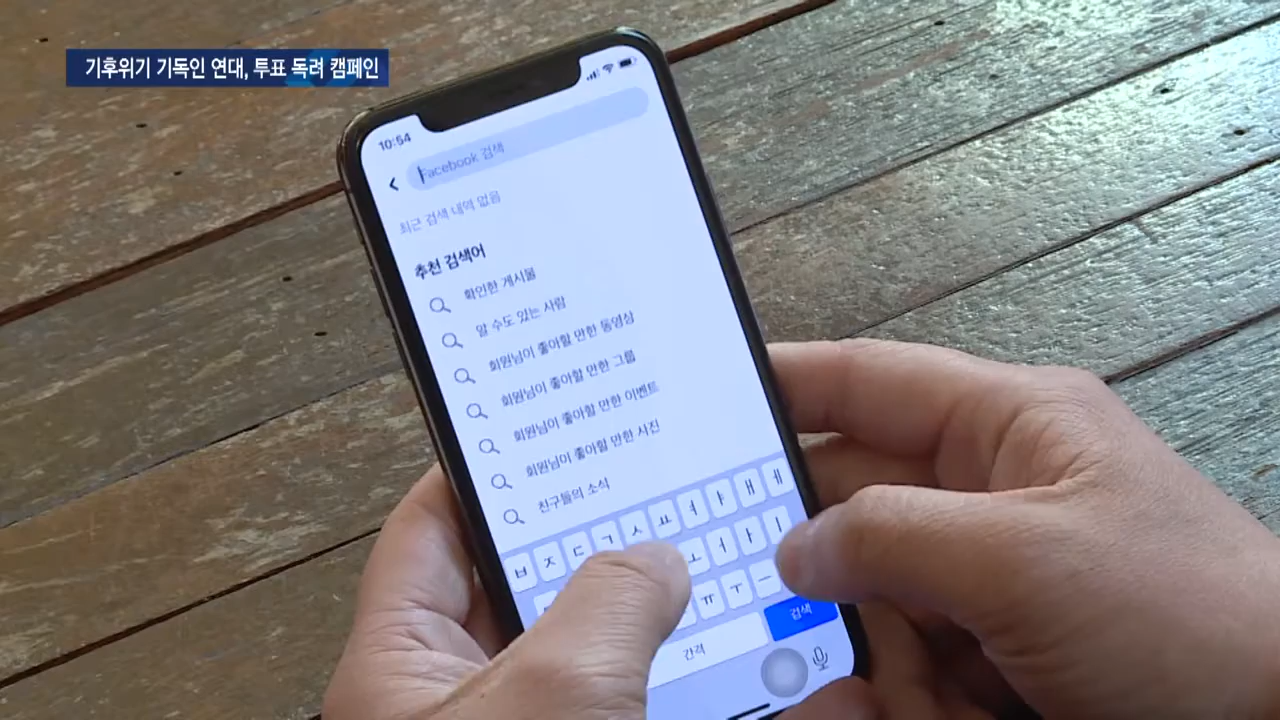 기후위기 기독인 연대, 투표 독려 캠페인
10:54
Facebook 검색
최근 검색 내역 없음
추천 검색어
확인한 게시물
알 수도 있는 사람
회원님이 좋아할 만한 동영상
회원님이 좋아할 만한 그룹
회원님이 좋아할 만한 이벤트
회원님이 좋아할 만한 사진
친구들의 소식
ㅂ ㅈ ㄷ ㄱ ㅅ ㅛ ㅕ ㅑ ㅐ ㅔ
ㅗ ㅓ ㅏ ㅣ
ㅠ ㅜ ㅡ
간격 검색